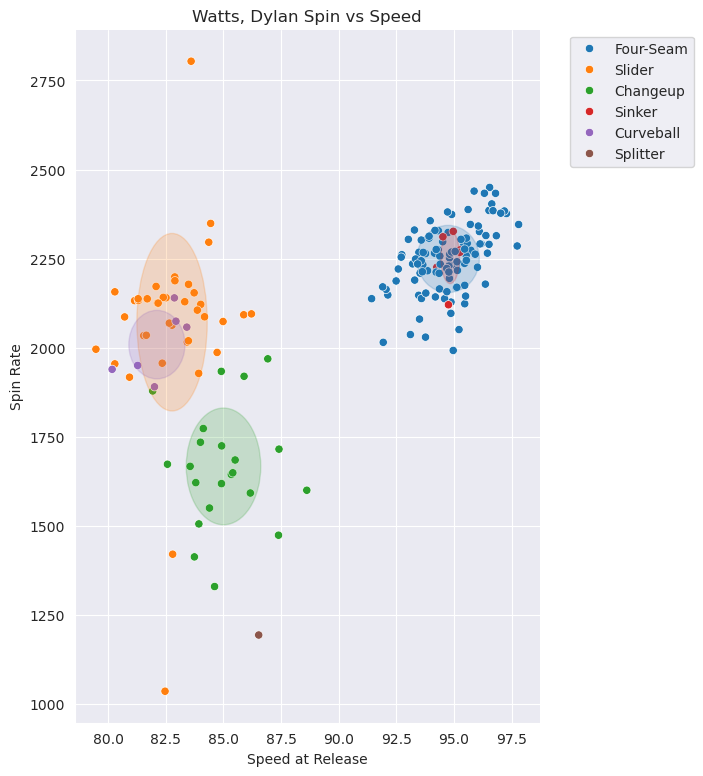 Watts, Dylan Spin vs Speed
Four-Seam
Slider
Changeup
Sinker
Curveball
Splitter
Spin Rate
2750
2500
2250
2000
1750
1500
1250
1000
80.0 82.5 85.0 87.5 90.0 92.5 95.0 97.5
Speed at Release